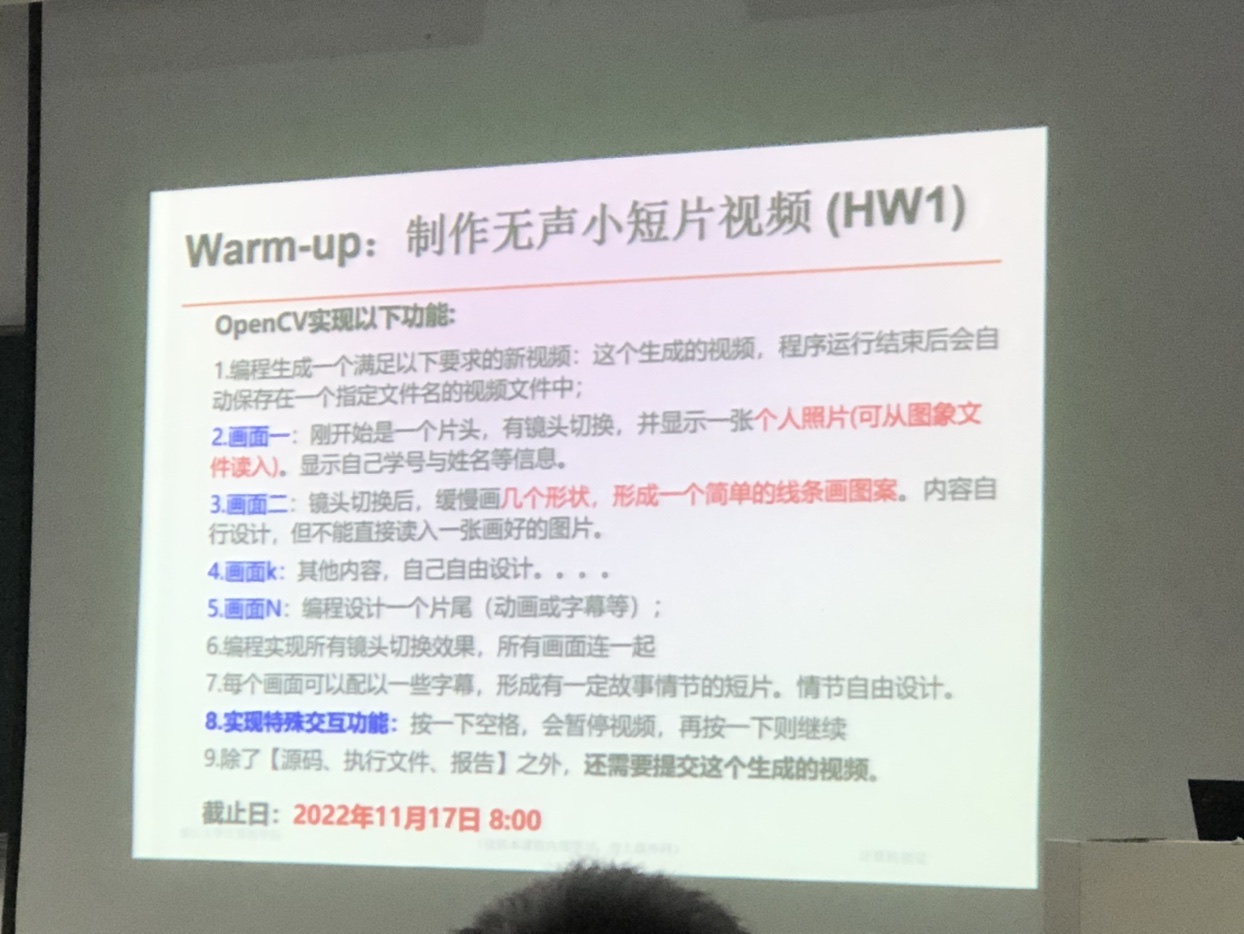 Warm-up：制作无声小短片视频 (HW1)
OpenCV实现以下功能:
1.编程生成一个满足以下要求的新视频：这个生成的视频，程序运行结束后会自
动保存在一个指定文件名的视频文件中；
2.画面一：刚开始是一个片头，有镜头切换，并显示一张个人照片(可从图象文
件读入)。显示自己学号与姓名等信息。
3.画面二：镜头切换后，缓慢画几个形状，形成一个简单的线条画图案。内容自
行设计，但不能直接读入一张画好的图片。
4.画面k：其他内容，自己自由设计。。。。
5.画面N：编程设计一个片尾（动画或字幕等）；
6.编程实现所有镜头切换效果，所有画面连一起
7.每个画面可以配以一些字幕，形成有一定故事情节的短片。情节自由设计。
8.实现特殊交互功能：按一下空格，会暂停视频，再按一下则继续
9.除了【源码、执行文件、报告】之外，还需要提交这个生成的视频。
截止日：2022年11月17日 8:00